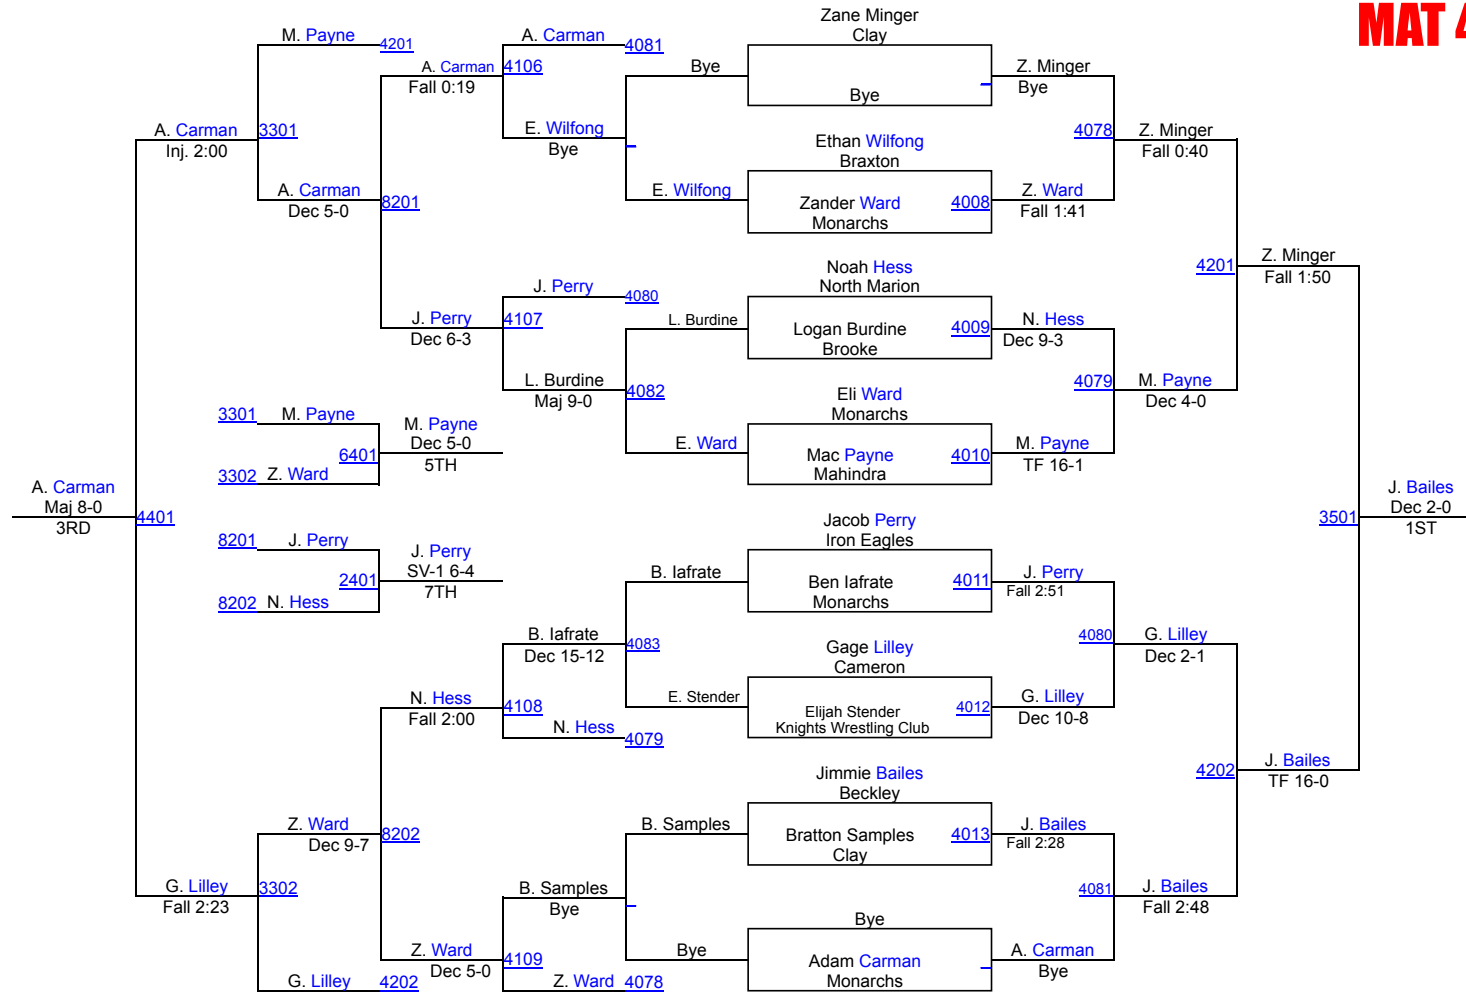 MAT 4
Zane Minger
Clay
M. Payne
4201
A. Carman
4081
A. Carman
4106
Fall 0:19
Bye
Bye
Z. Minger
Bye
A. Carman
3301
Inj. 2:00
E. Wilfong
Bye
Ethan Wilfong
Braxton
4078
Z. Minger
Fall 0:40
A. Carman
Dec 5-0
8201
E. Wilfong
Zander Ward
Monarchs
4008
Z. Ward
Fall 1:41
Noah Hess
North Marion
4201
Z. Minger
Fall 1:50
J. Perry
4080
J. Perry
4107
Dec 6-3
L. Burdine
Logan Burdine
Brooke
4009
N. Hess
Dec 9-3
L. Burdine
Maj 9-0
4082
Eli Ward
Monarchs
4079
M. Payne
Dec 4-0
3301
M. Payne
M. Payne
Dec 5-0
5TH
6401
3302
Z. Ward
E. Ward
Mac Payne
Mahindra
4010
M. Payne
TF 16-1
A. Carman
Maj 8-0
3RD
4401
Jacob Perry
Iron Eagles
3501
J. Bailes
Dec 2-0
1ST
8201
J. Perry
J. Perry
SV-1 6-4
7TH
2401
8202
N. Hess
B. Iafrate
Ben Iafrate
Monarchs
4011
J. Perry
Fall 2:51
B. Iafrate
Dec 15-12
4083
Gage Lilley
Cameron
4080
G. Lilley
Dec 2-1
N. Hess
Fall 2:00
4108
E. Stender
Elijah Stender
Knights Wrestling Club
4012
G. Lilley
Dec 10-8
N. Hess
4079
Jimmie Bailes
Beckley
4202
J. Bailes
TF 16-0
Z. Ward
Dec 9-7
8202
B. Samples
Bratton Samples
Clay
4013
J. Bailes
Fall 2:28
G. Lilley
Fall 2:23
3302
B. Samples
Bye
Bye
4081
J. Bailes
Fall 2:48
Z. Ward
Dec 5-0
4109
Bye
Adam Carman
Monarchs
A. Carman
Bye
G. Lilley
4202
Z. Ward
4078